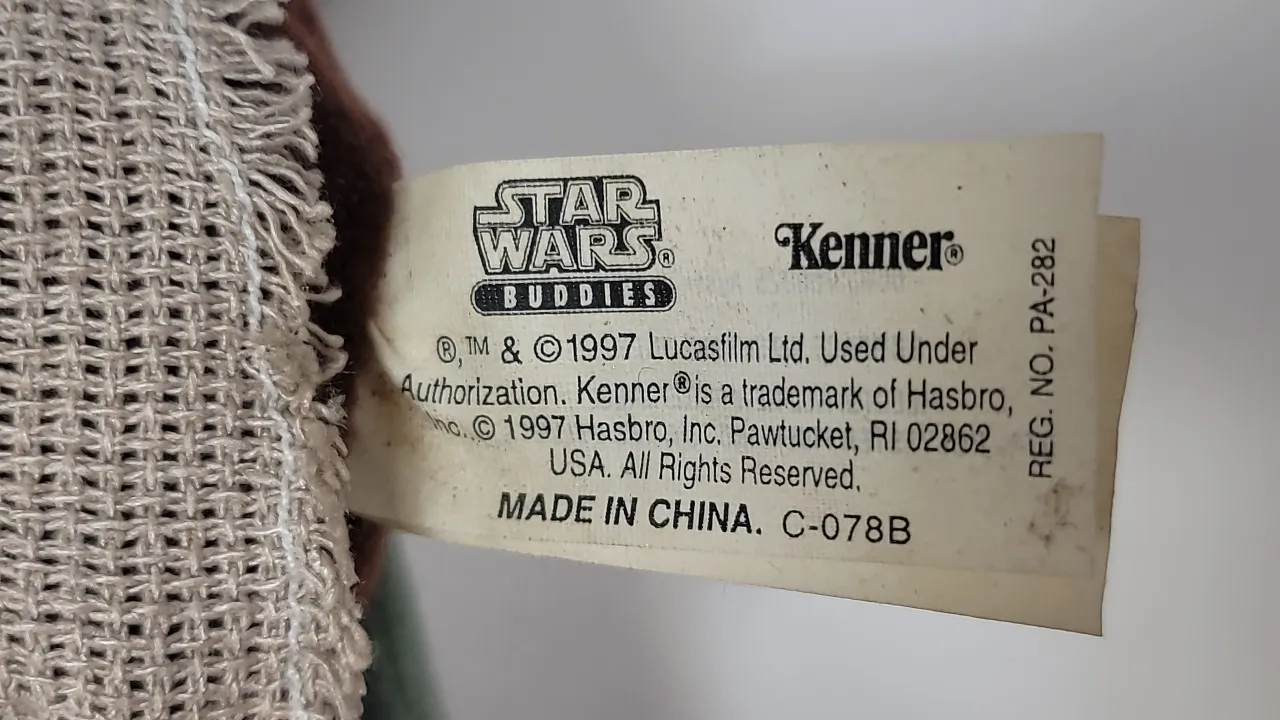 STAR
WARS®
BUDDIES
Kenner®
®,™ & ©1997 Lucasfilm Ltd. Used Under
Authorization. Kenner® is a trademark of Hasbro,
Inc. © 1997 Hasbro, Inc. Pawtucket, RI 02862
USA. All Rights Reserved.
MADE IN CHINA. C-078B
REG. NO. PA-282